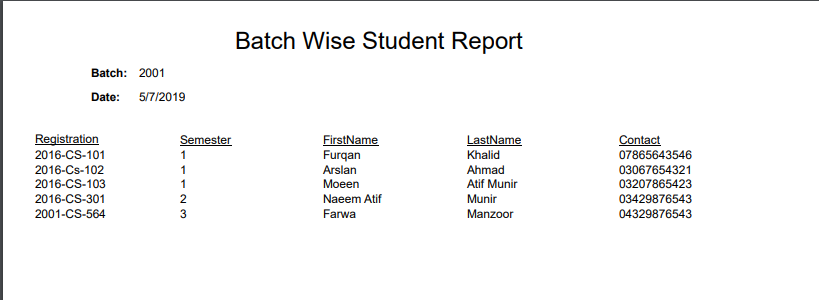 Batch Wise Student Report
Batch: 2001
Date: 5/7/2019
Registration Semester FirstName LastName Contact
2016-CS-101 1 Furqan Khalid 07865643546
2016-Cs-102 1 Arslan Ahmad 03067654321
2016-CS-103 1 Moeen Atif Munir 03207865423
2016-CS-301 2 Naeem Atif Munir 03429876543
2001-CS-564 3 Farwa Manzoor 04329876543